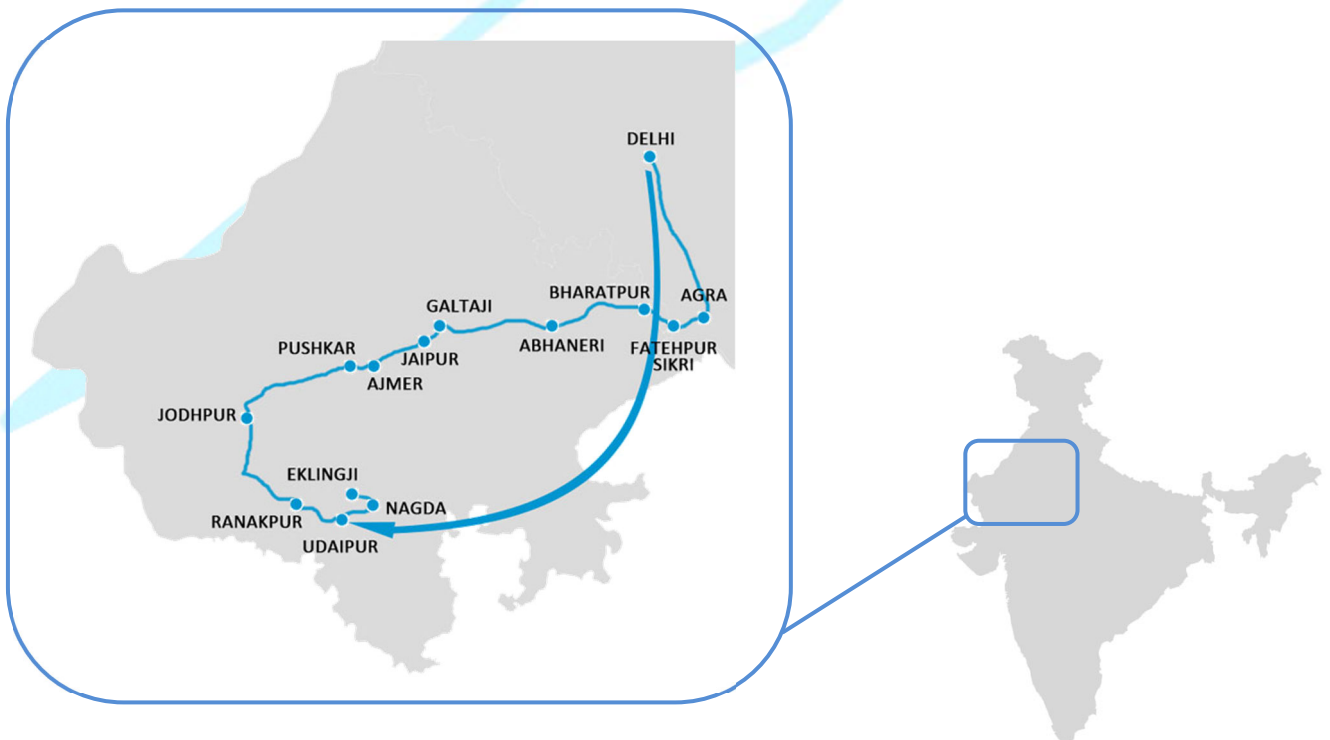 DELHI
BHARATPUR
AGRA
GALTAJI
ABHANERI
FATEHPUR
SIKRI
PUSHKAR
JAIPUR
AJMER
JODHPUR
EKLINGJI
NAGDA
RANAKPUR
UDAIPUR